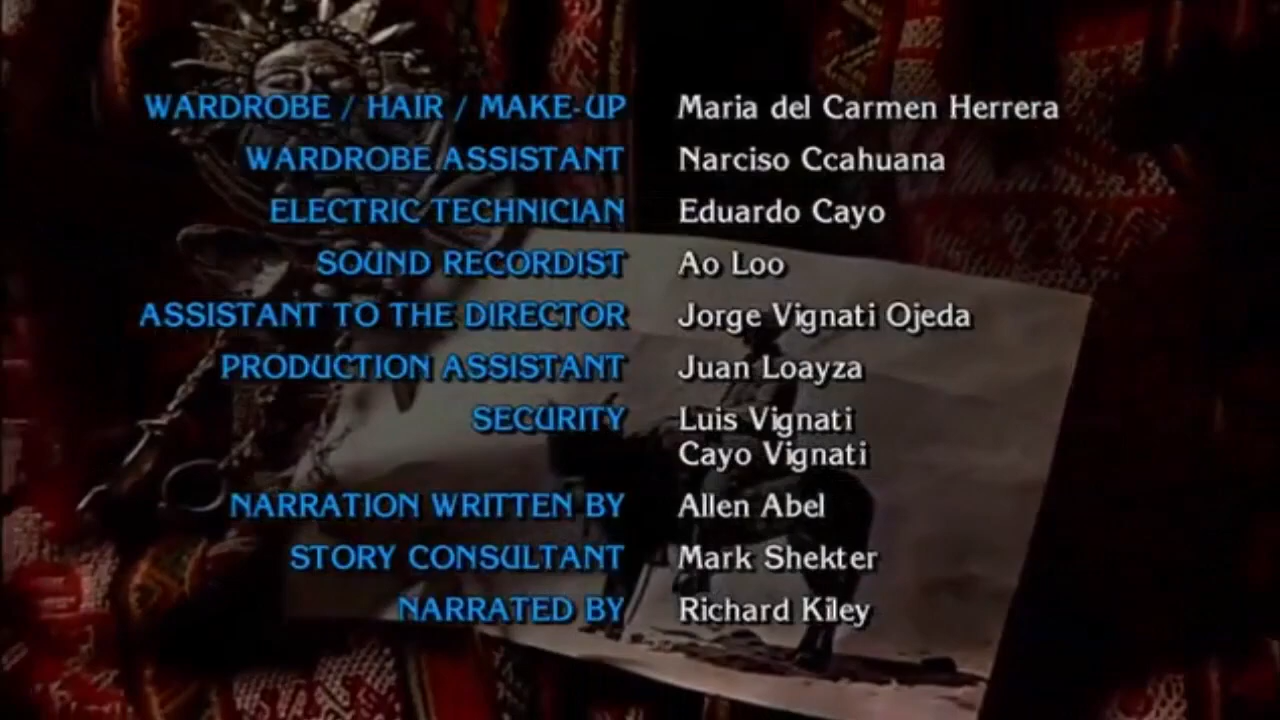 WARDROBE / HAIR / MAKE-UP Maria del Carmen Herrera
WARDROBE ASSISTANT Narciso Ccahuana
ELECTRIC TECHNICIAN Eduardo Cayo
SOUND RECORDIST Ao Loo
ASSISTANT TO THE DIRECTOR Jorge Vignati Ojeda
PRODUCTION ASSISTANT Juan Loayza
SECURITY Luis Vignati
Cayo Vignati
NARRATION WRITTEN BY Allen Abel
STORY CONSULTANT Mark Shekter
NARRATED BY Richard Kiley